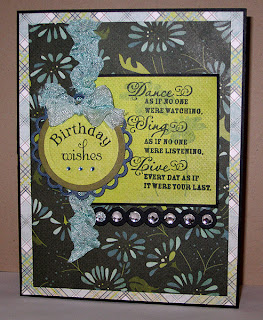 Birthday
of
wishes
Dance
AS IF NO ONE
WERE WATCHING,
Sing
AS IF NO ONE
WERE LISTENING,
Live
EVERY DAY AS IF
IT WERE YOUR LAST.